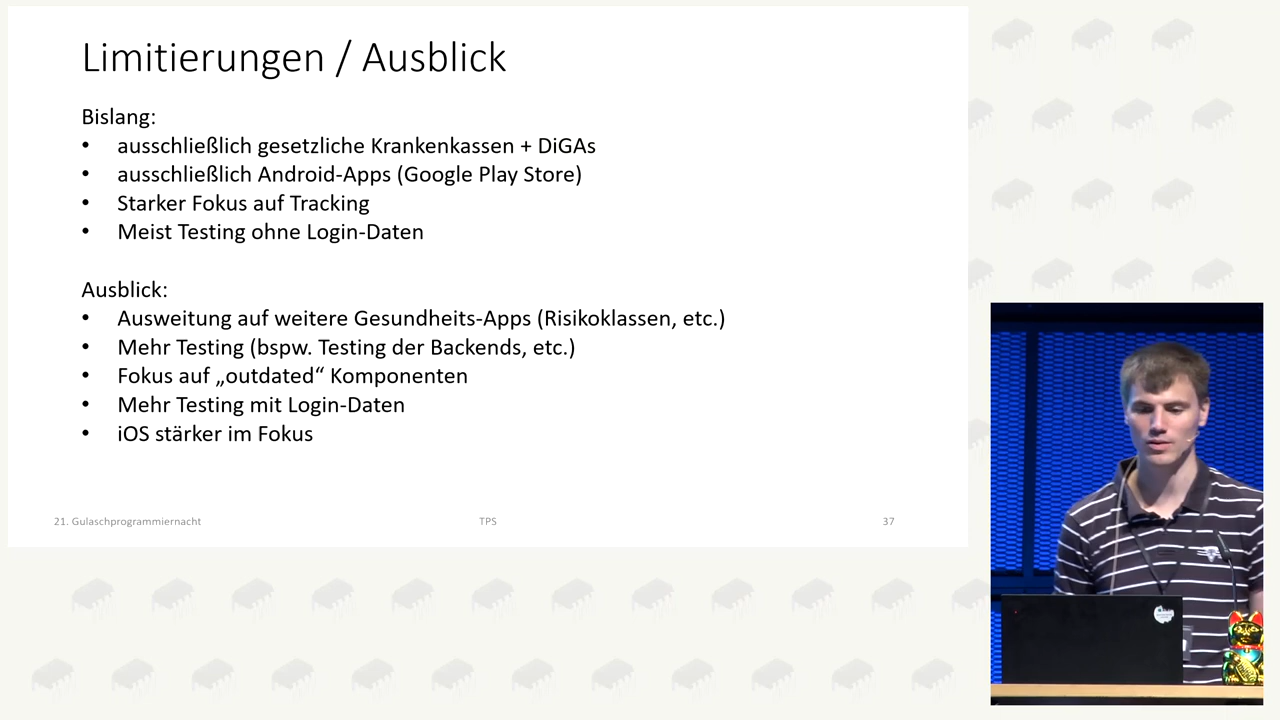 Limitierungen / Ausblick
Bislang:
• ausschließlich gesetzliche Krankenkassen + DiGAs
• ausschließlich Android-Apps (Google Play Store)
• Starker Fokus auf Tracking
• Meist Testing ohne Login-Daten
Ausblick:
• Ausweitung auf weitere Gesundheits-Apps (Risikoklassen, etc.)
• Mehr Testing (bspw. Testing der Backends, etc.)
• Fokus auf „outdated“ Komponenten
• Mehr Testing mit Login-Daten
• iOS stärker im Fokus
21. Gulaschprogrammiernacht
TPS
37